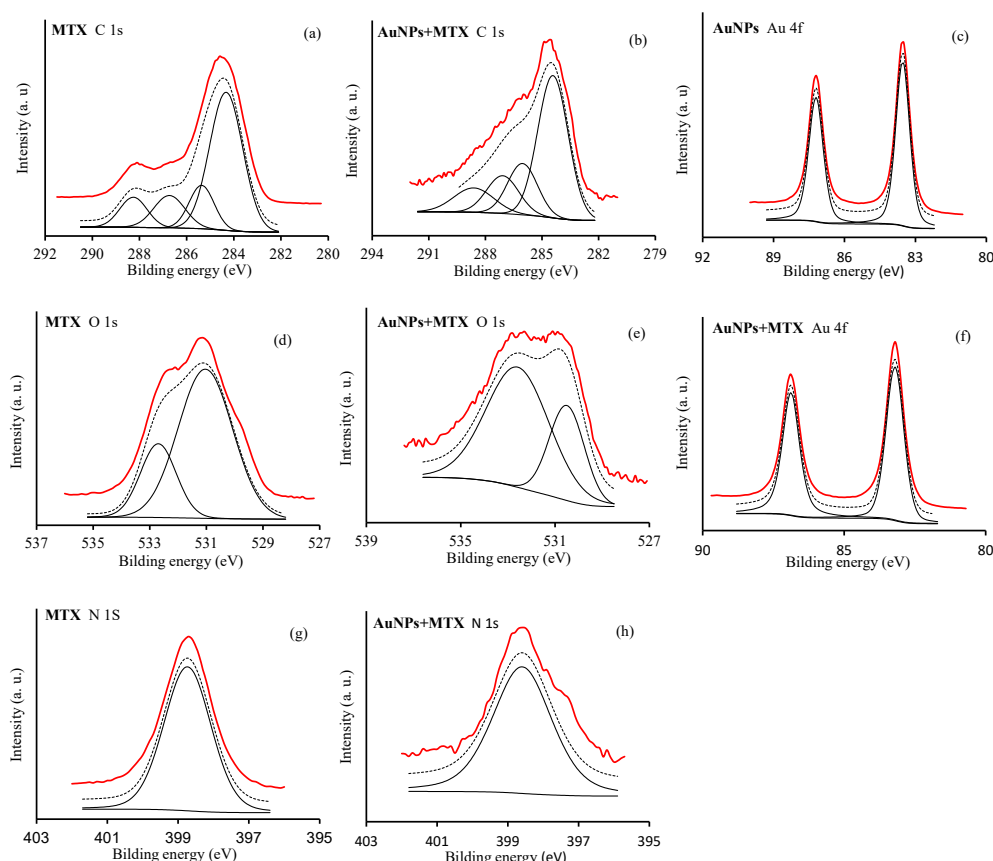 MTX C 1s (a)
Intensity (a. u)
292 290 288 286 284 282 280
Bilding energy (eV)
AuNPs+MTX C 1s (b)
Intensity (a. u.)
294 291 288 285 282 279
Bilding energy (eV)
AuNPs Au 4f (c)
Intensity (a. u)
92 89 86 83 80
Bilding energy (eV)
MTX O 1s (d)
Intensity (a. u.)
537 535 533 531 529 527
Bilding energy (eV)
AuNPs+MTX O 1s (e)
Intensity (a. u.)
539 535 531 527
Bilding energy (eV)
AuNPs+MTX Au 4f (f)
Intensity (a. u.)
90 85 80
Bilding energy (eV)
MTX N 1S (g)
Intensity (a. u.)
403 401 399 397 395
Bilding energy (eV)
AuNPs+MTX N 1s (h)
Intensity (a. u.)
403 401 399 397 395
Bilding energy (eV)